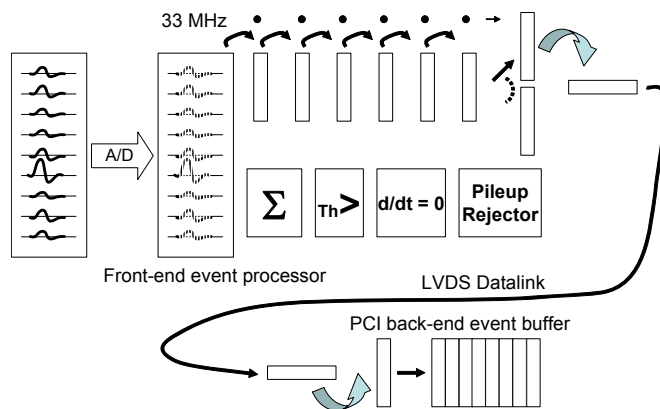 33 MHz
A/D
Σ
Th>
d/dt = 0
Pileup
Rejector
Front-end event processor
LVDS Datalink
PCI back-end event buffer